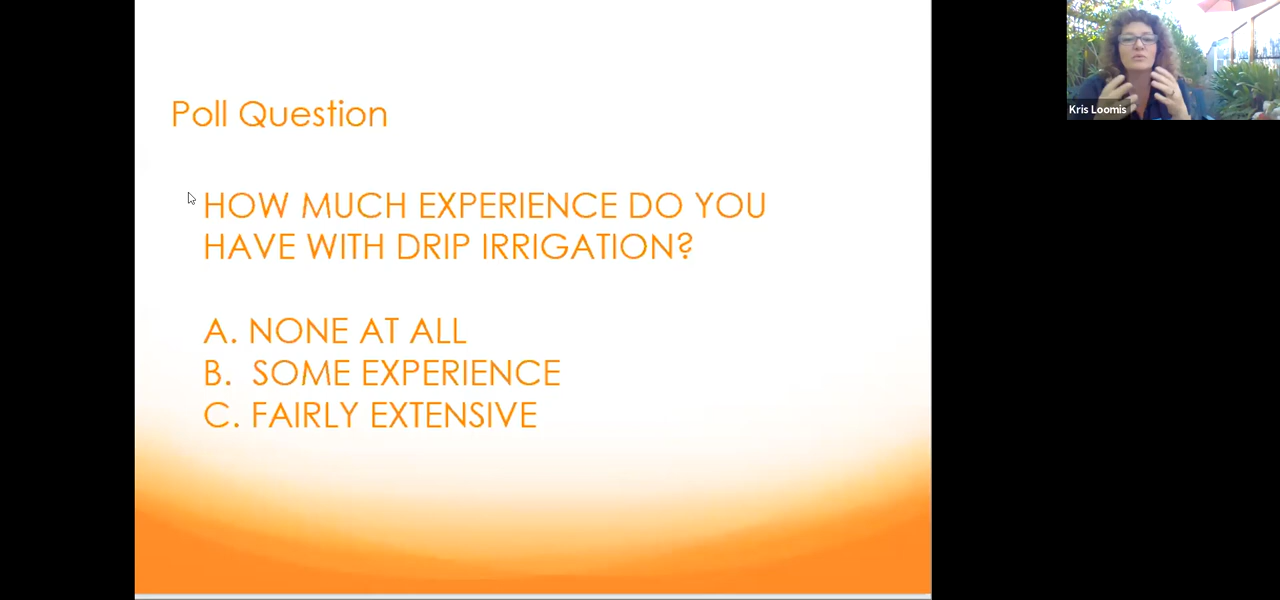 Poll Question
HOW MUCH EXPERIENCE DO YOU
HAVE WITH DRIP IRRIGATION?
A. NONE AT ALL
B. SOME EXPERIENCE
C. FAIRLY EXTENSIVE
Kris Loomis